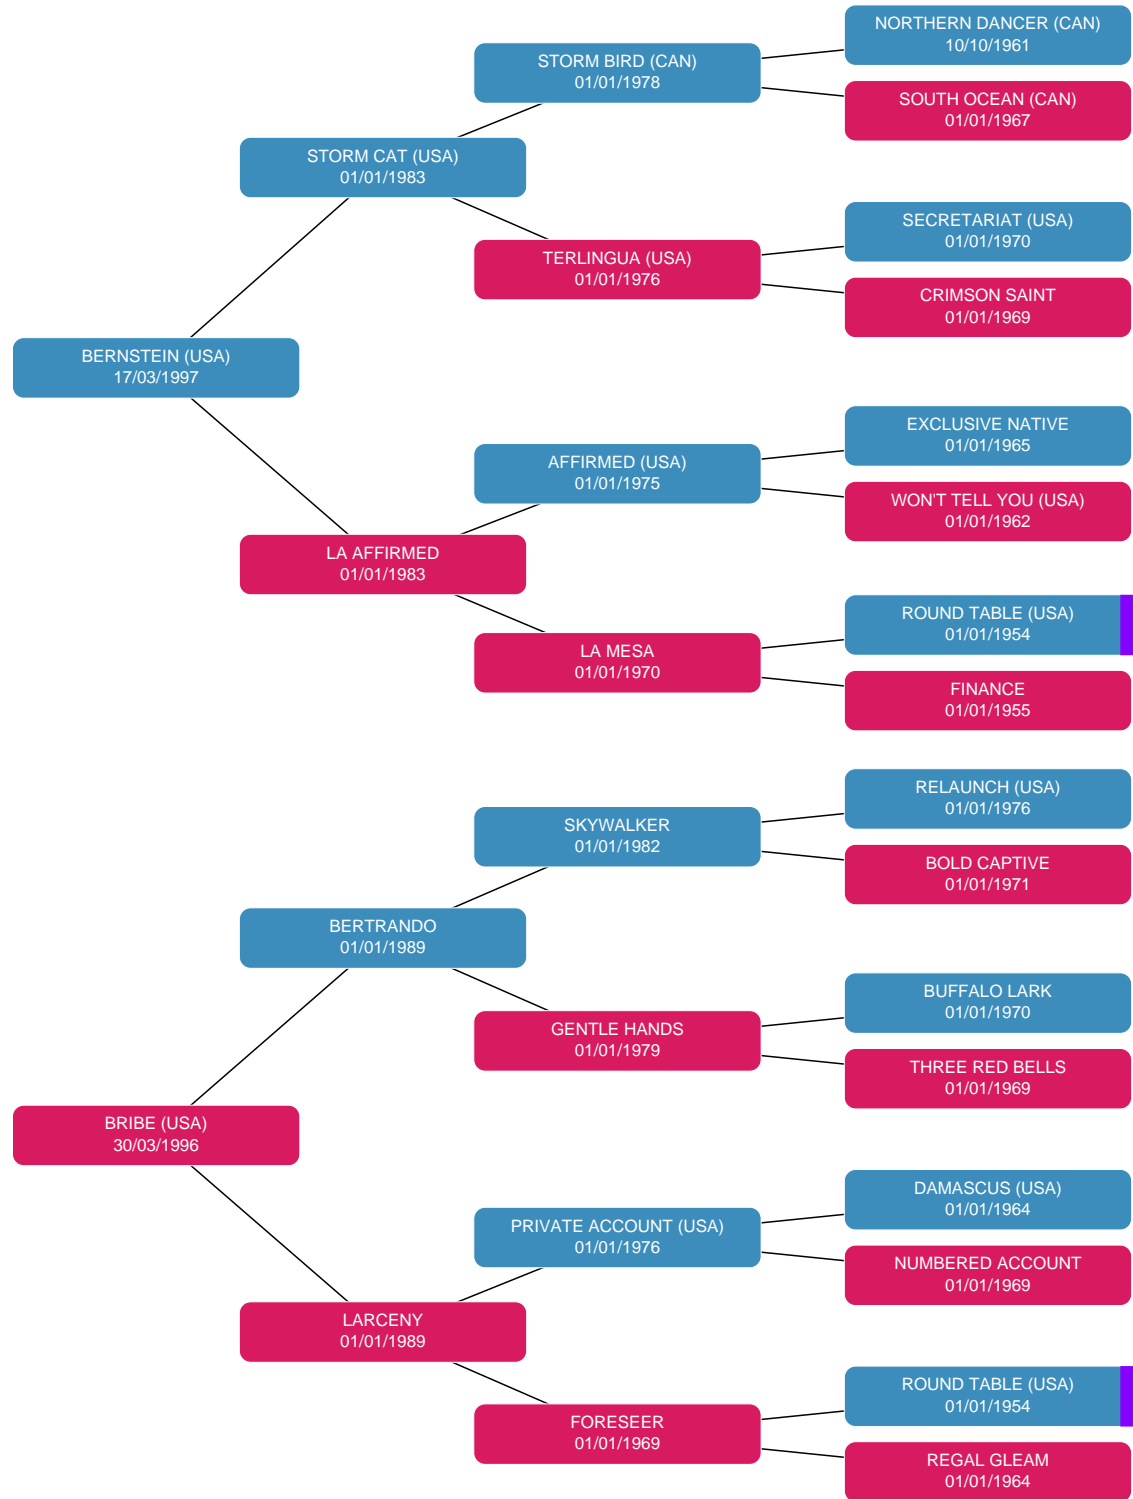 NORTHERN DANCER (CAN)
10/10/1961
STORM BIRD (CAN)
01/01/1978
SOUTH OCEAN (CAN)
01/01/1967
STORM CAT (USA)
01/01/1983
SECRETARIAT (USA)
01/01/1970
TERLINGUA (USA)
01/01/1976
CRIMSON SAINT
01/01/1969
BERNSTEIN (USA)
17/03/1997
EXCLUSIVE NATIVE
01/01/1965
AFFIRMED (USA)
01/01/1975
WON'T TELL YOU (USA)
01/01/1962
LA AFFIRMED
01/01/1983
ROUND TABLE (USA)
01/01/1954
LA MESA
01/01/1970
FINANCE
01/01/1955
RELAUNCH (USA)
01/01/1976
SKYWALKER
01/01/1982
BOLD CAPTIVE
01/01/1971
BERTRANDO
01/01/1989
BUFFALO LARK
01/01/1970
GENTLE HANDS
01/01/1979
THREE RED BELLS
01/01/1969
BRIBE (USA)
30/03/1996
DAMASCUS (USA)
01/01/1964
PRIVATE ACCOUNT (USA)
01/01/1976
NUMBERED ACCOUNT
01/01/1969
LARCENY
01/01/1989
ROUND TABLE (USA)
01/01/1954
FORESEER
01/01/1969
REGAL GLEAM
01/01/1964